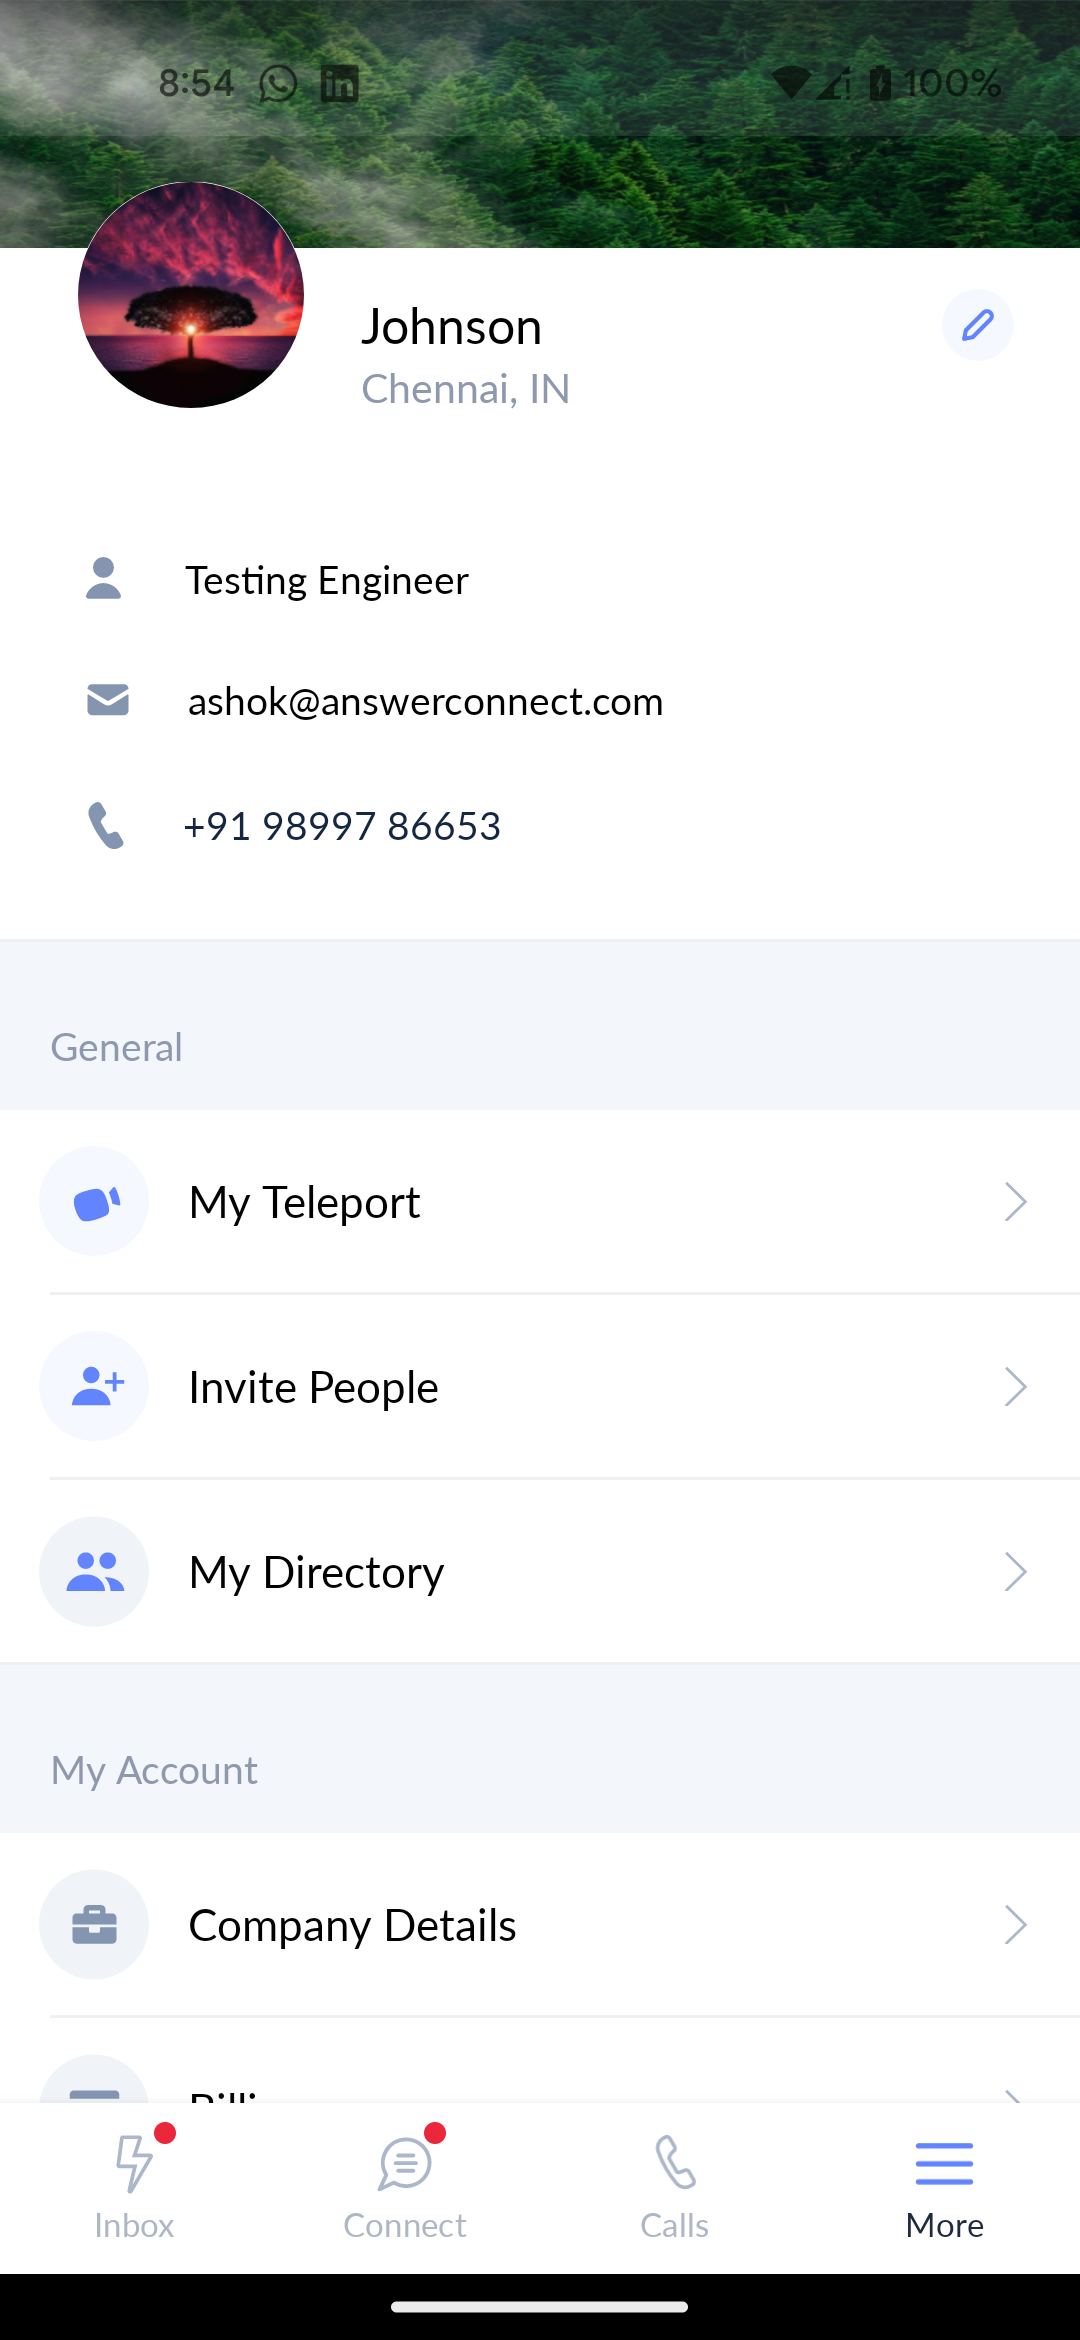 8:54 100%
Johnson
Chennai, IN
Testing Engineer
ashok@answerconnect.com
+91 98997 86653
General
My Teleport
Invite People
My Directory
My Account
Company Details
Inbox
Connect
Calls
More